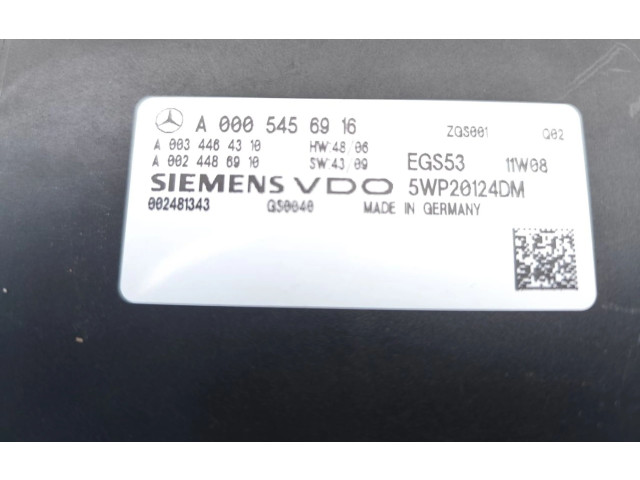 A 000 545 69 16 ZGS001 Q02
A 003 446 43 10 HW:48/06
A 002 448 69 10 SW:43/09 EGS53 11W08
SIEMENS VDO 5WP20124DM
002481343 GS0040 MADE IN GERMANY